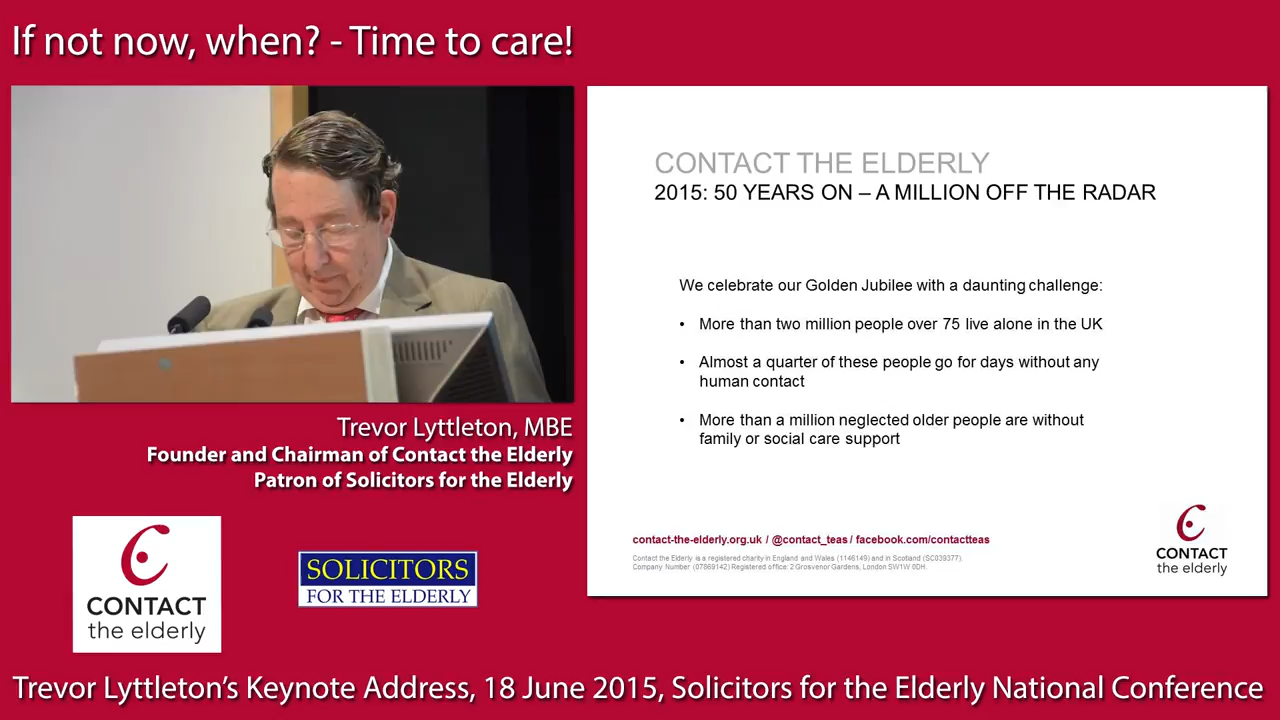 If not now, when? - Time to care!
CONTACT THE ELDERLY
2015: 50 YEARS ON – A MILLION OFF THE RADAR
We celebrate our Golden Jubilee with a daunting challenge:
• More than two million people over 75 live alone in the UK
• Almost a quarter of these people go for days without any
human contact
• More than a million neglected older people are without
family or social care support
contact-the-elderly.org.uk / @contact_teas / facebook.com/contactteas
Contact the Elderly is a registered charity in England and Wales (1146149) and in Scotland (SC039377).
Company Number (07869142) Registered office: 2 Grosvenor Gardens, London SW1W 0DH.
CONTACT
the elderly
Trevor Lyttleton, MBE
Founder and Chairman of Contact the Elderly
Patron of Solicitors for the Elderly
CONTACT
the elderly
SOLICITORS
FOR THE ELDERLY
Trevor Lyttleton's Keynote Address, 18 June 2015, Solicitors for the Elderly National Conference